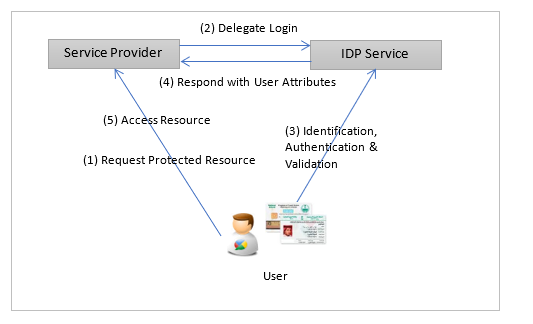 (2) Delegate Login
Service Provider
IDP Service
(4) Respond with User Attributes
(5) Access Resource
(3) Identification,
Authentication &
Validation
(1) Request Protected Resource
User